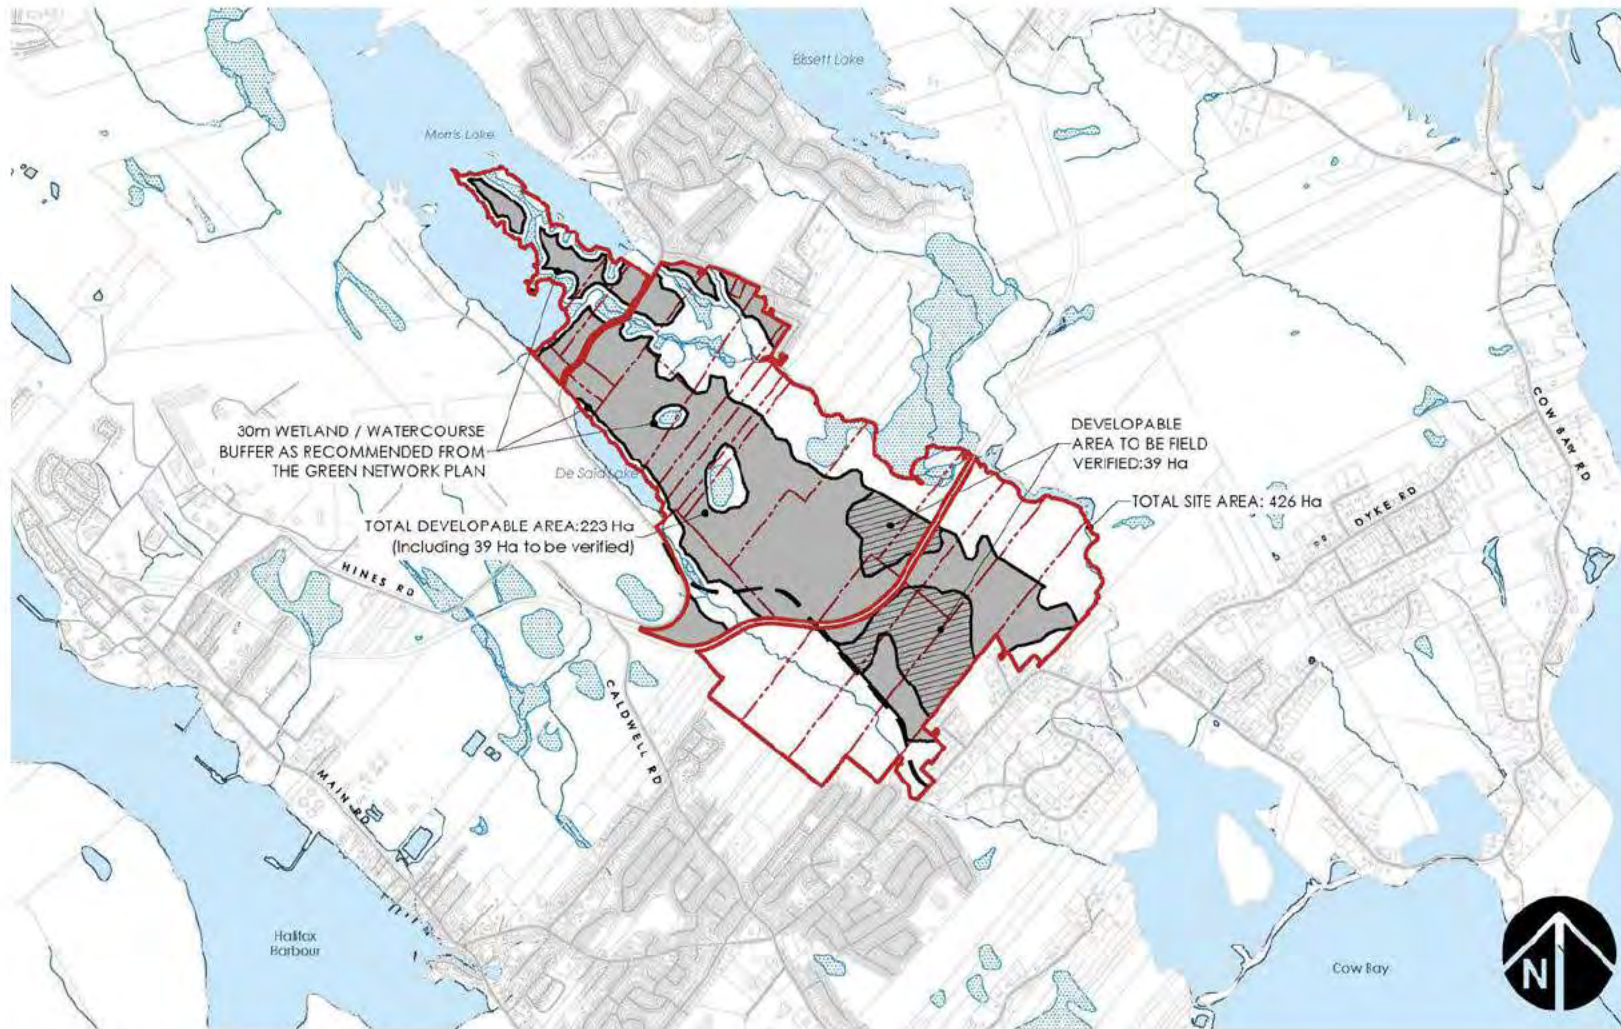 Bissett Lake
Morris Lake
30m WETLAND / WATERCOURSE
BUFFER AS RECOMMENDED FROM
THE GREEN NETWORK PLAN
De Said Lake
TOTAL DEVELOPABLE AREA:223 Ha
(Including 39 Ha to be verified)
DEVELOPABLE
AREA TO BE FIELD
VERIFIED:39 Ha
TOTAL SITE AREA: 426 Ha
COW BAW RD
DYKE RD
HINES RD
CALDWELL RD
MAIN RD
Halifax
Harbour
Cow Bay
N